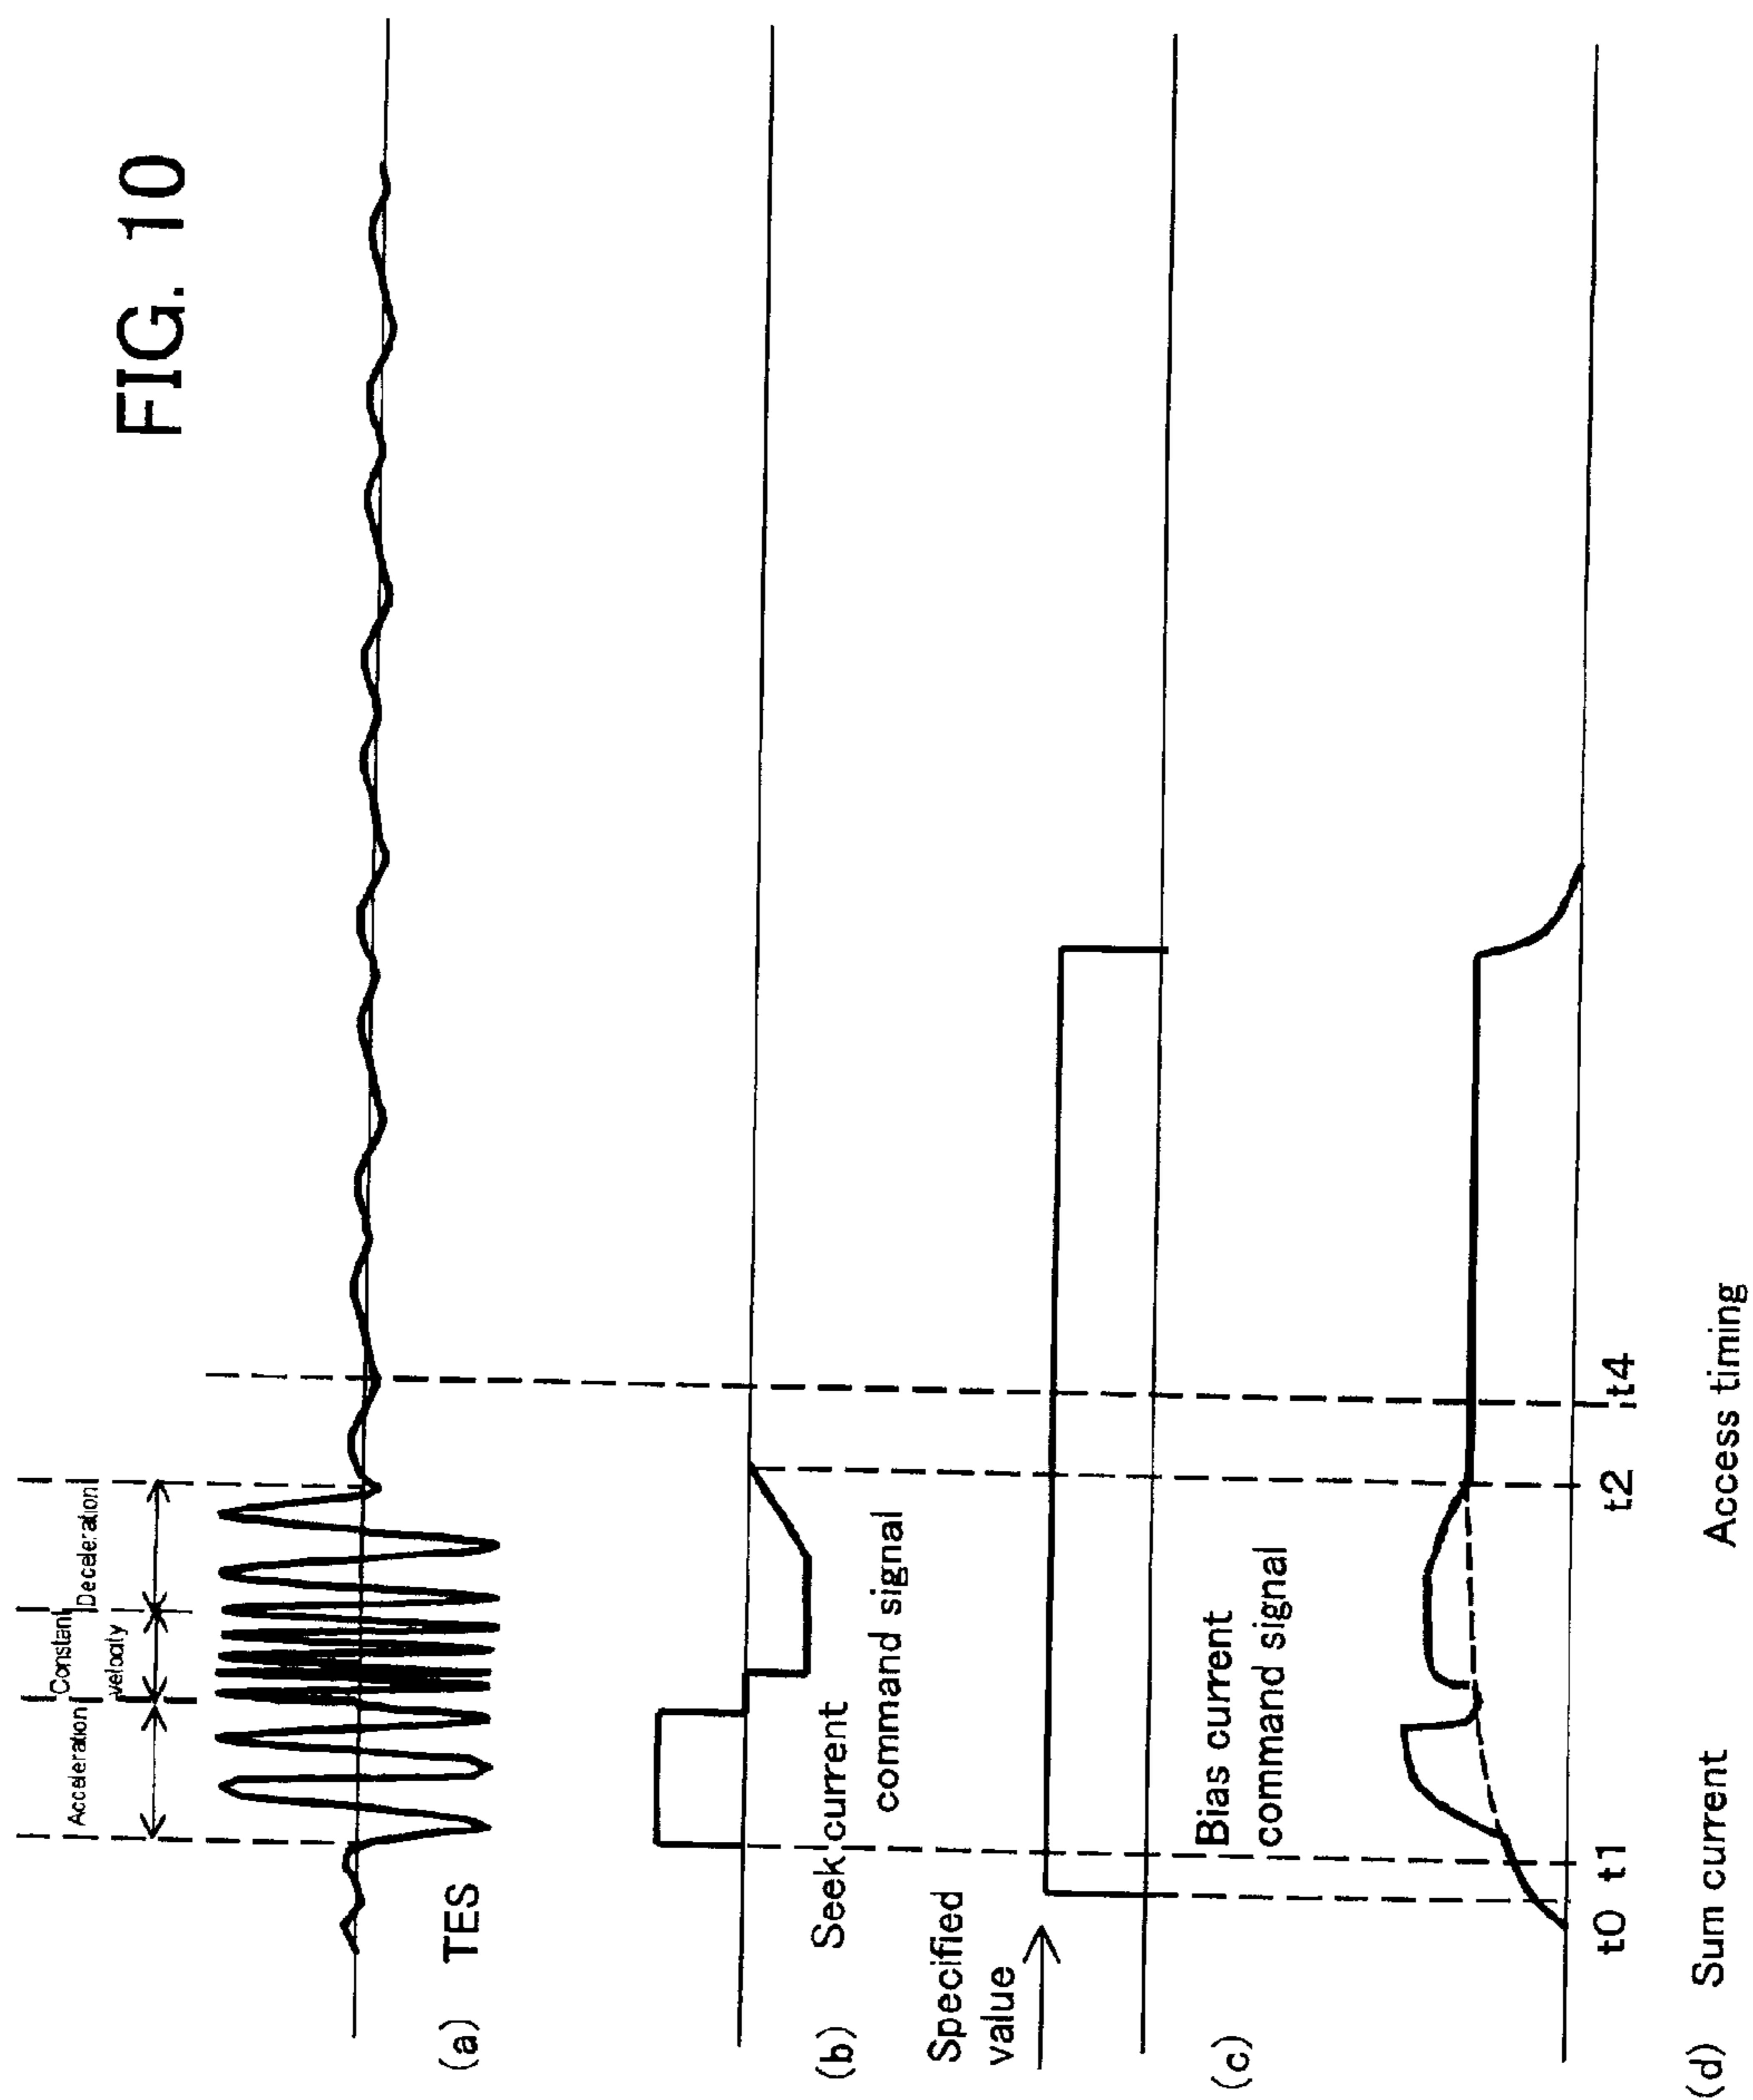 FIG. 10
Acceleration
Constant
velocity
Deceleration
(a) TES
(b) Seek current
command signal
Specified
value
(c)
Bias current
command signal
t0 t1 t2 t4
(d) Sum current
Access timing